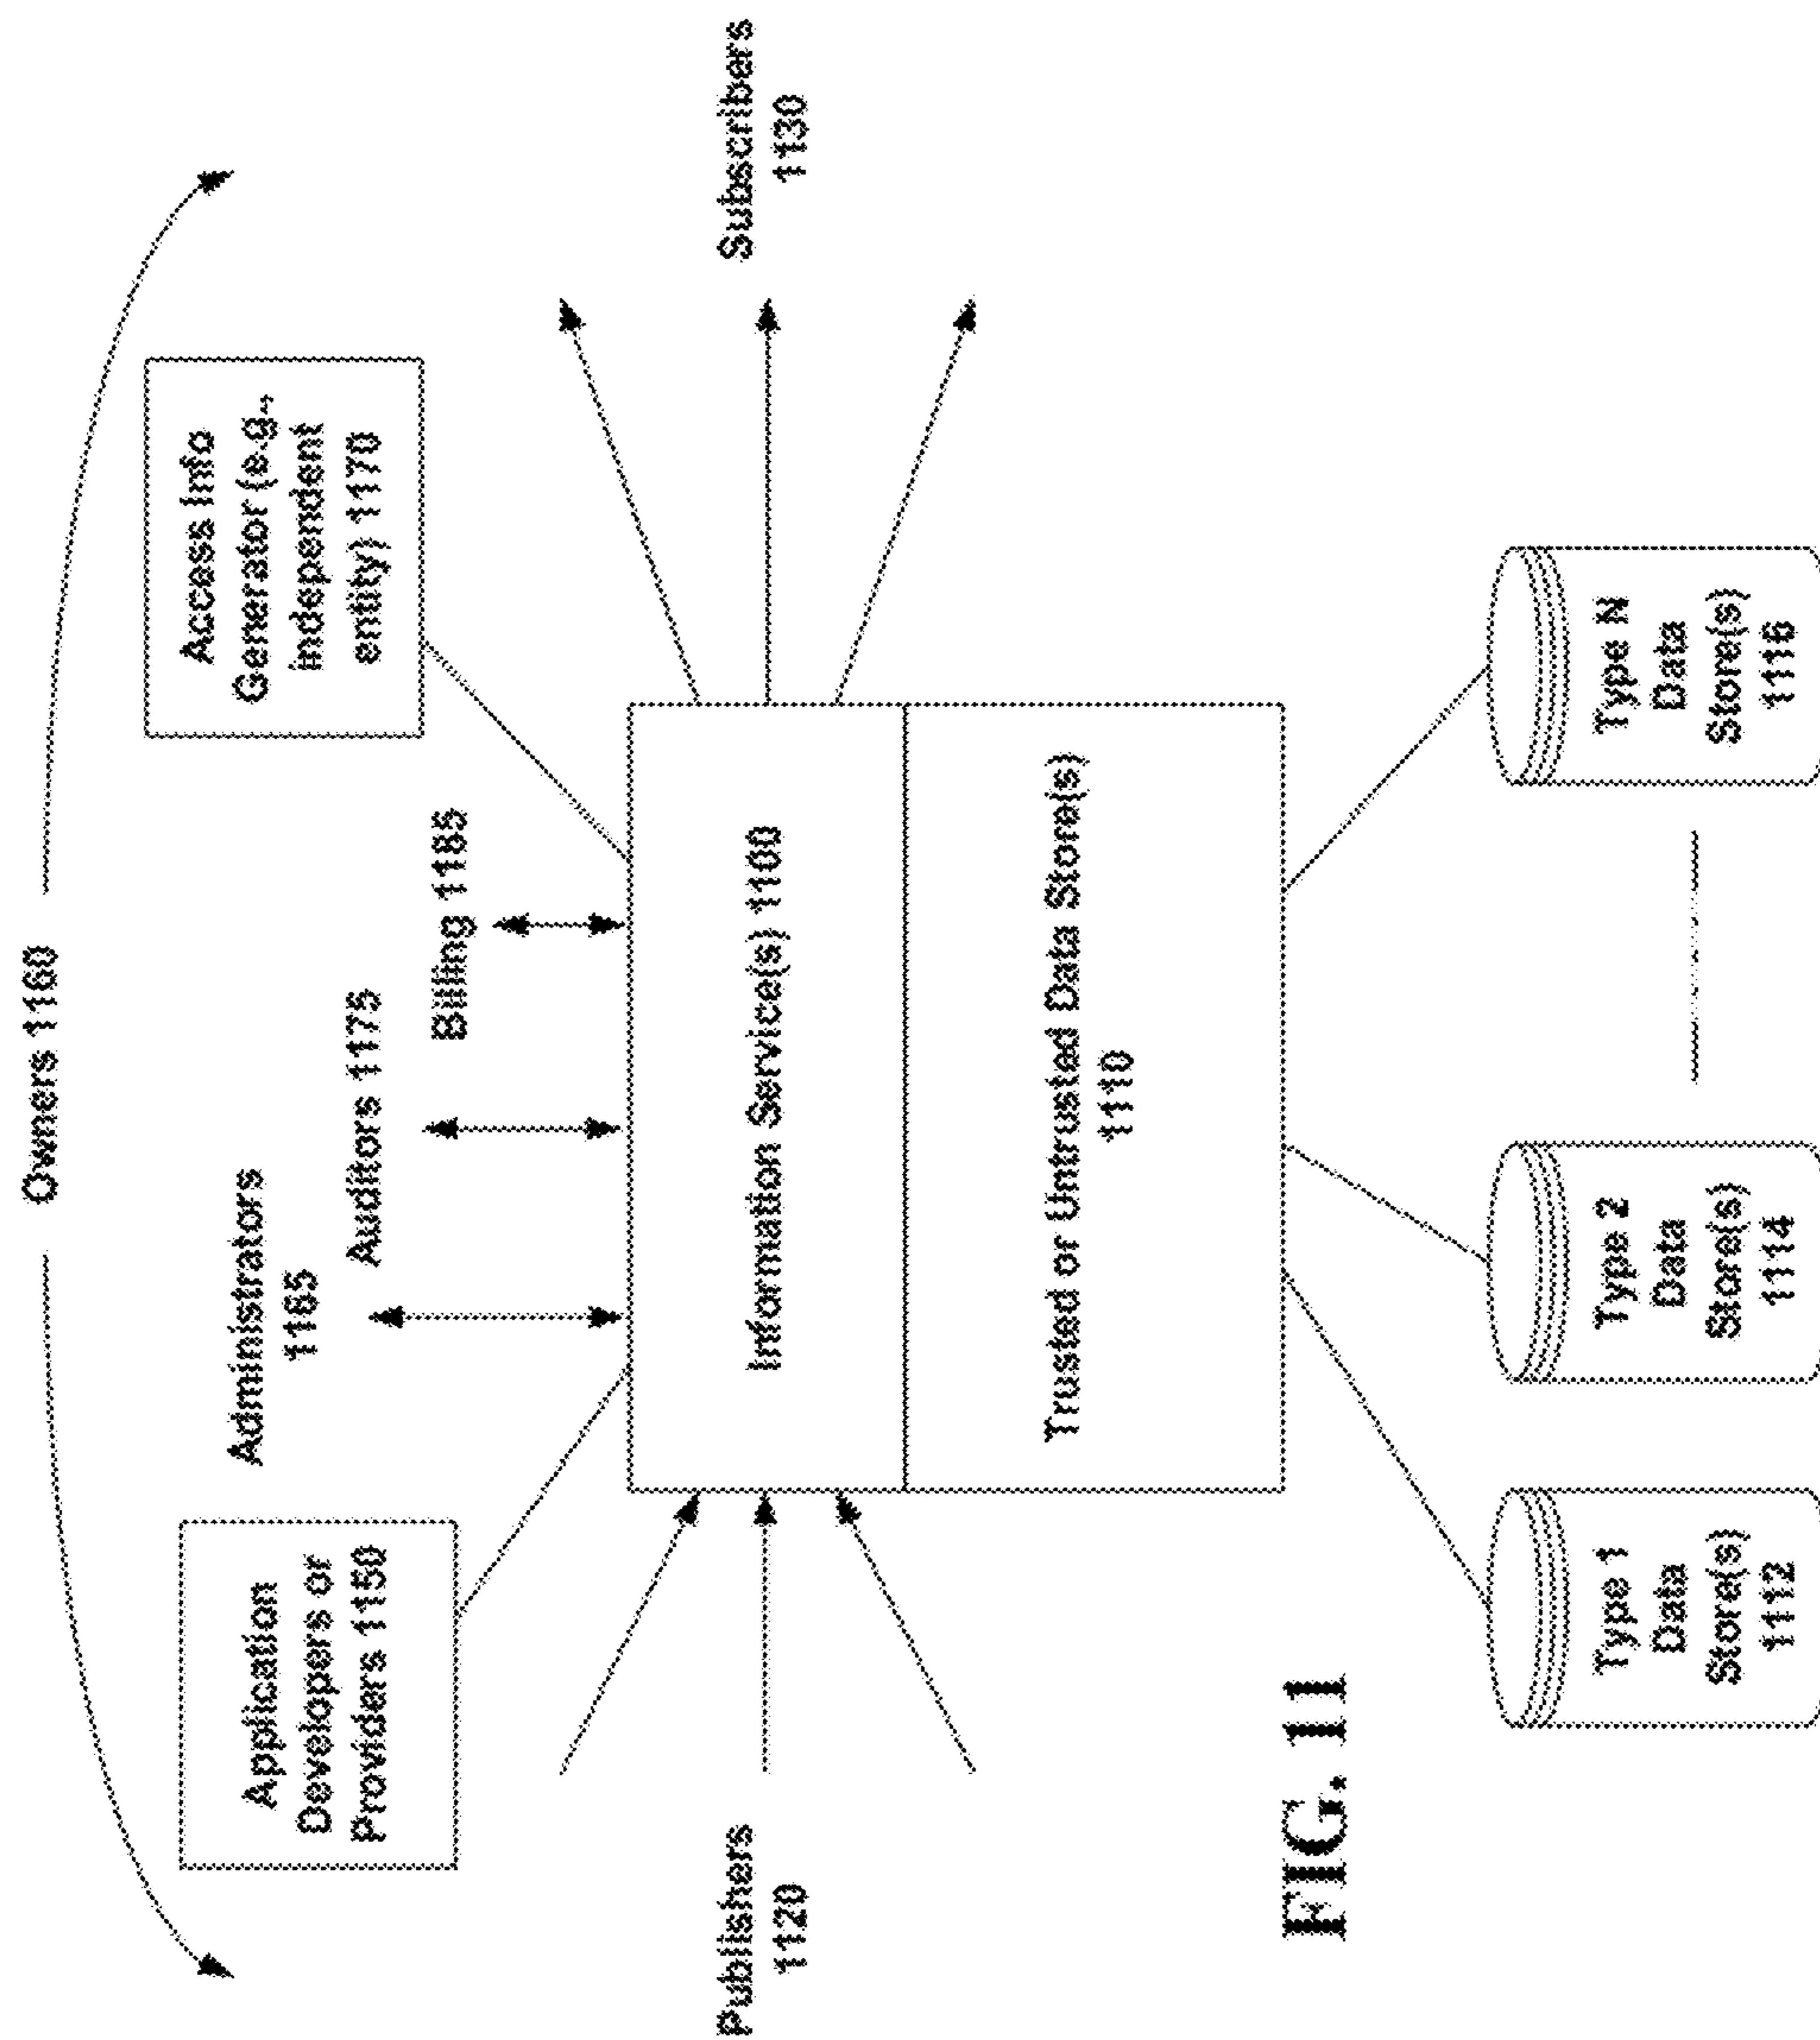 Owners 1160
Application
Developers or
Providers 1150
Administrators
1165
Auditors 1175
Billing 1185
Access Info
Generator (e.g.,
independent
entity) 1170
Publishers
1120
Information Service(s) 1100
Subscribers
1130
Trusted or Untrusted Data Store(s)
1110
FIG. 11
Type 1
Data
Store(s)
1112
Type 2
Data
Store(s)
1114
Type N
Data
Store(s)
1116